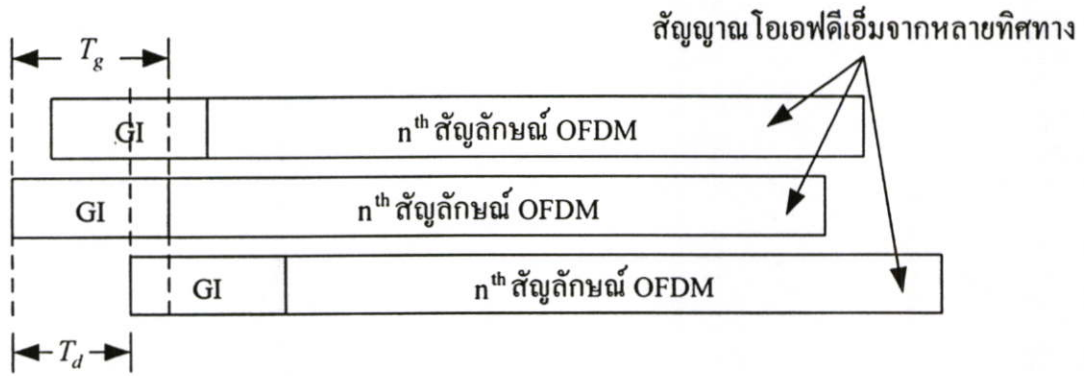 สัญญาณโอเอฟดีเอ็มจากหลายทิศทาง
T_g
GI n^th สัญลักษณ์ OFDM
GI n^th สัญลักษณ์ OFDM
GI n^th สัญลักษณ์ OFDM
T_d